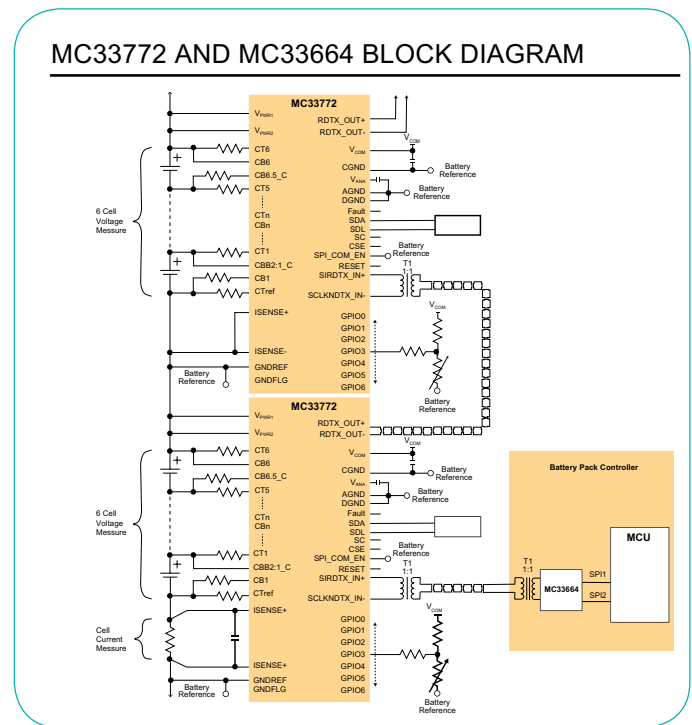 MC33772 AND MC33664 BLOCK DIAGRAM
MC33772
VPWR1
VPWR2
CT6
CB6
CB6.5_C
CT5
CTn
CBn
CT1
CBB2:1_C
CB1
CTref
ISENSE+
ISENSE-
GNDREF
GNDFLG
RDTX_OUT+
RDTX_OUT-
VCOM
CGND
VANA
AGND
DGND
Fault
SDA
SDL
SC
CSE
SPI_COM_EN
RESET
SIRDTX_IN+
SCLKNDTX_IN-
GPIO0
GPIO1
GPIO2
GPIO3
GPIO4
GPIO5
GPIO6
6 Cell
Voltage
Messure
Battery
Reference
VCOM
Battery
Reference
Battery
Reference
Battery
Reference
T1
1:1
VCOM
Battery
Reference
MC33772
VPWR1
VPWR2
CT6
CB6
CB6.5_C
CT5
CTn
CBn
CT1
CBB2:1_C
CB1
CTref
ISENSE+
ISENSE+
GNDREF
GNDFLG
RDTX_OUT+
RDTX_OUT-
VCOM
CGND
VANA
AGND
DGND
Fault
SDA
SDL
SC
CSE
SPI_COM_EN
RESET
SIRDTX_IN+
SCLKNDTX_IN-
GPIO0
GPIO1
GPIO2
GPIO3
GPIO4
GPIO5
GPIO6
6 Cell
Voltage
Messure
Cell
Current
Messure
Battery
Reference
VCOM
Battery
Reference
Battery
Reference
Battery
Reference
T1
1:1
VCOM
Battery
Reference
Battery Pack Controller
T1
1:1
MC33664
SPI1
SPI2
MCU